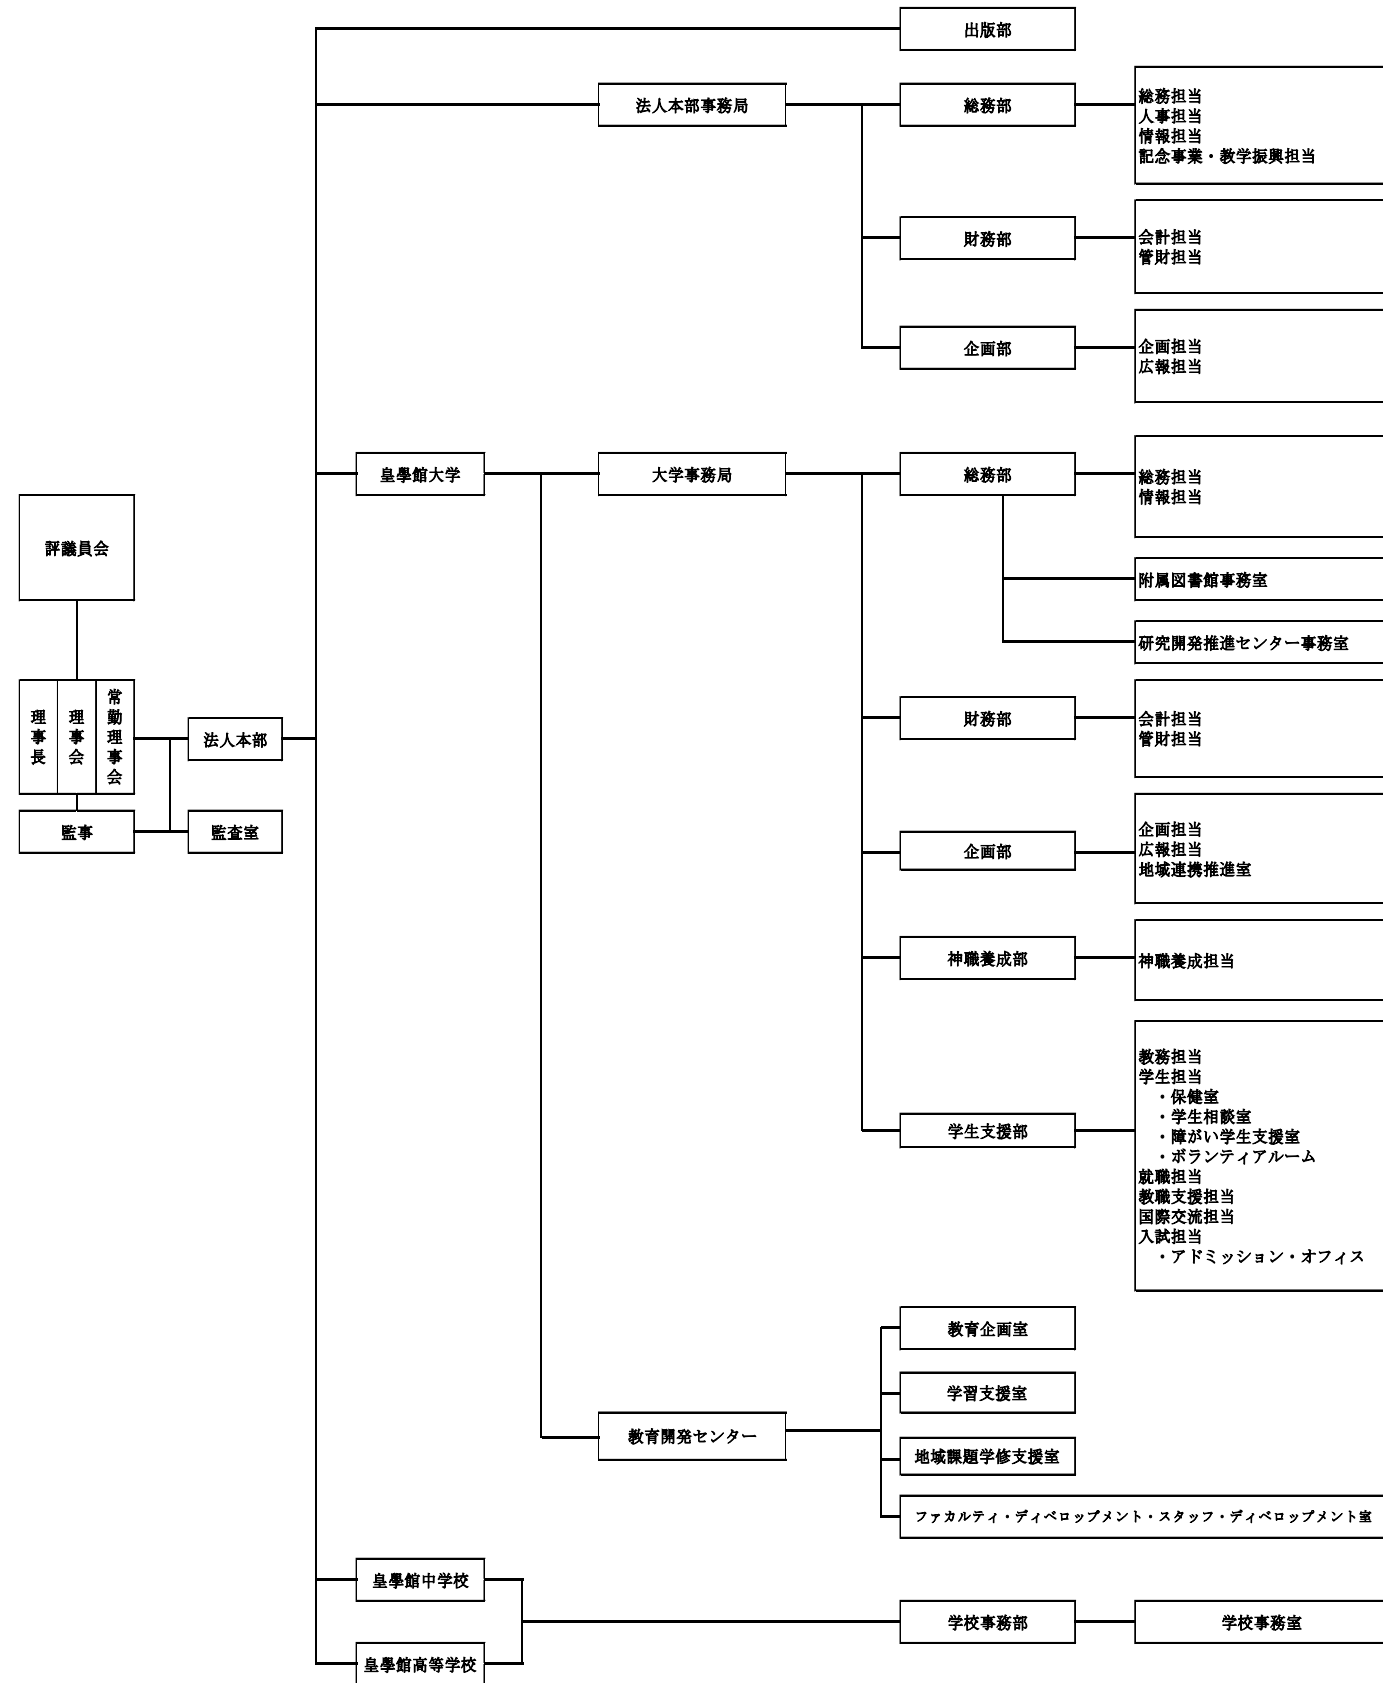 出版部
法人本部事務局
総務部
総務担当
人事担当
情報担当
記念事業・教学振興担当
財務部
会計担当
管財担当
企画部
企画担当
広報担当
皇學館大学
大学事務局
総務部
総務担当
情報担当
附属図書館事務室
研究開発推進センター事務室
評議員会
理事長
理事会
常勤理事会
法人本部
監事
監査室
財務部
会計担当
管財担当
企画部
企画担当
広報担当
地域連携推進室
神職養成部
神職養成担当
学生支援部
教務担当
学生担当
・保健室
・学生相談室
・障がい学生支援室
・ボランティアルーム
就職担当
教職支援担当
国際交流担当
入試担当
・アドミッション・オフィス
教育開発センター
教育企画室
学習支援室
地域課題学修支援室
ファカルティ・ディベロップメント・スタッフ・ディベロップメント室
皇學館中学校
皇學館高等学校
学校事務部
学校事務室